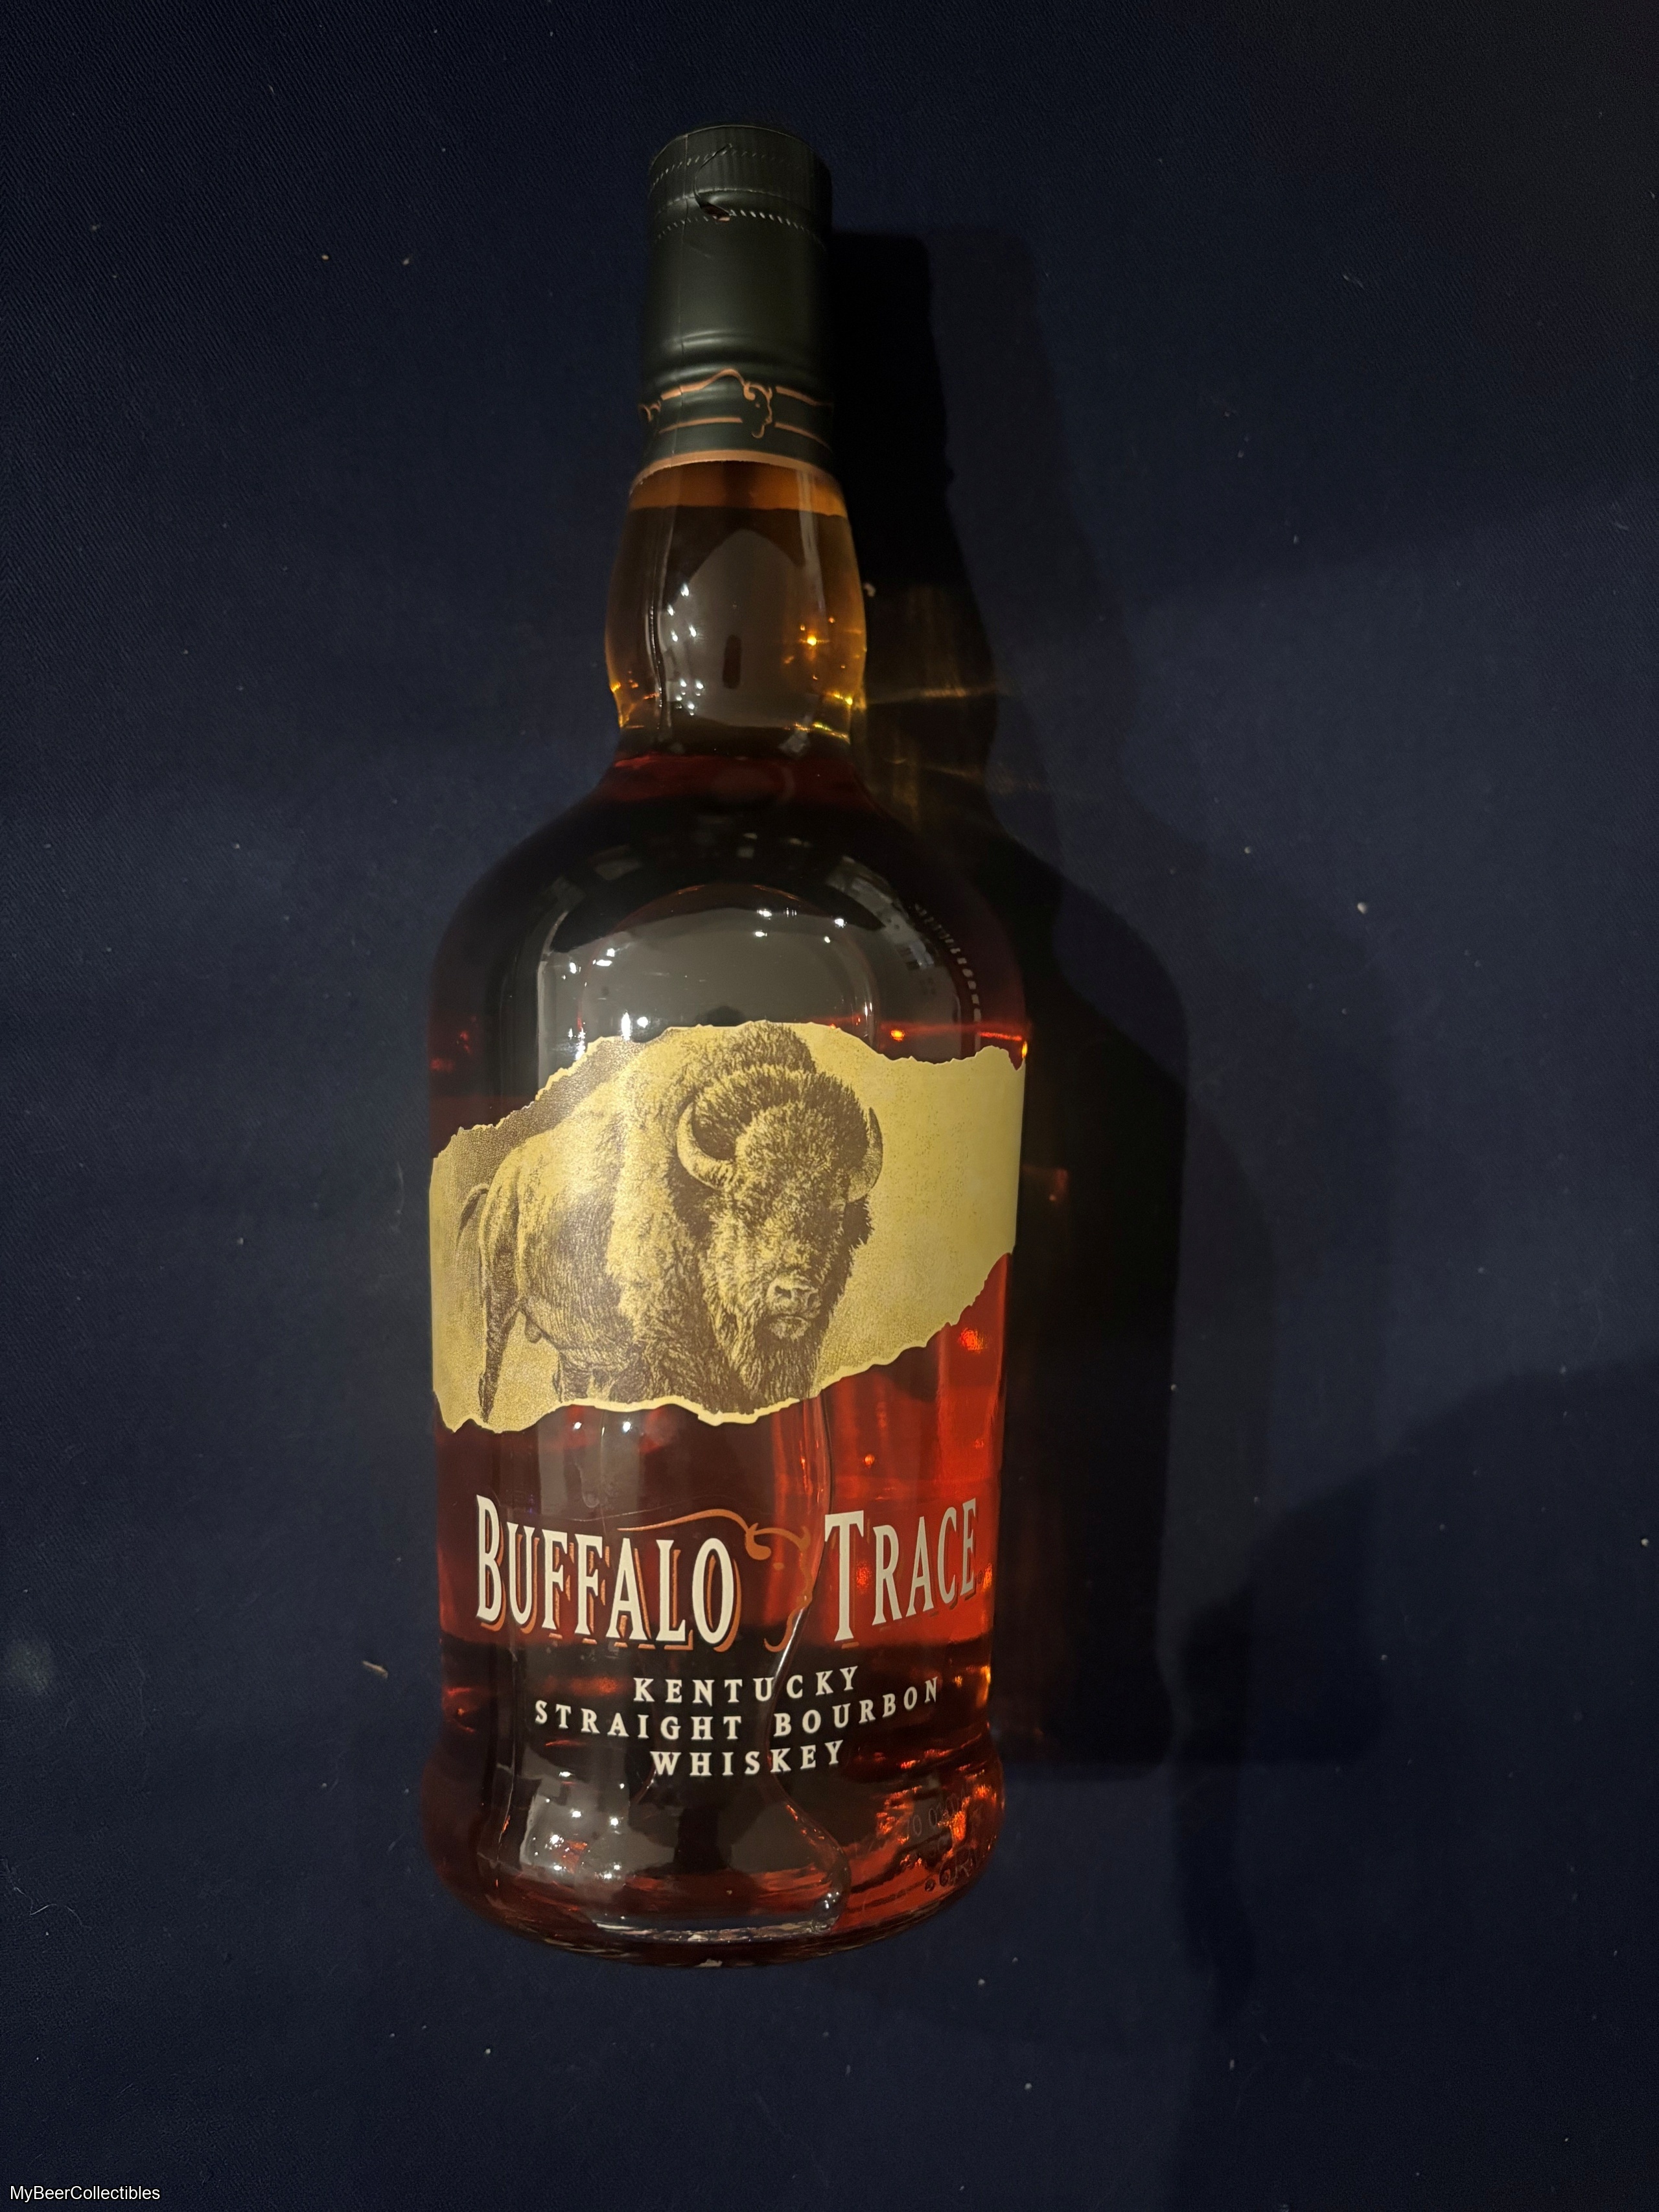 BUFFALO TRACE
KENTUCKY
STRAIGHT BOURBON
WHISKEY
MyBeerCollectibles